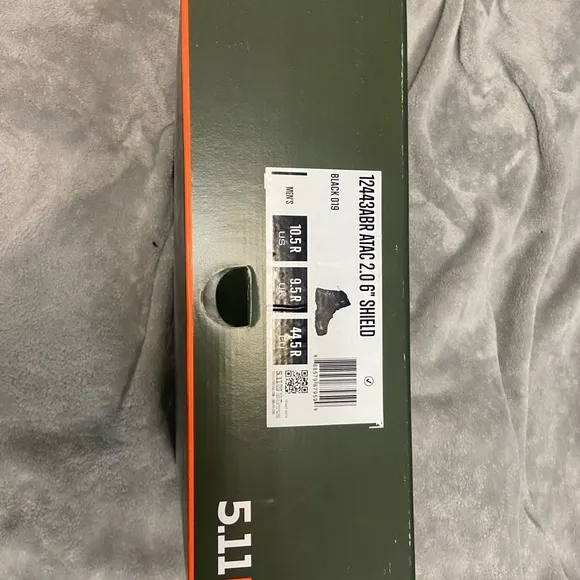 12443ABR ATAC 2.0 6" SHIELD
BLACK 019
MEN'S
10.5 R
US
9.5 R
UK
44.5 R
EU
5.11